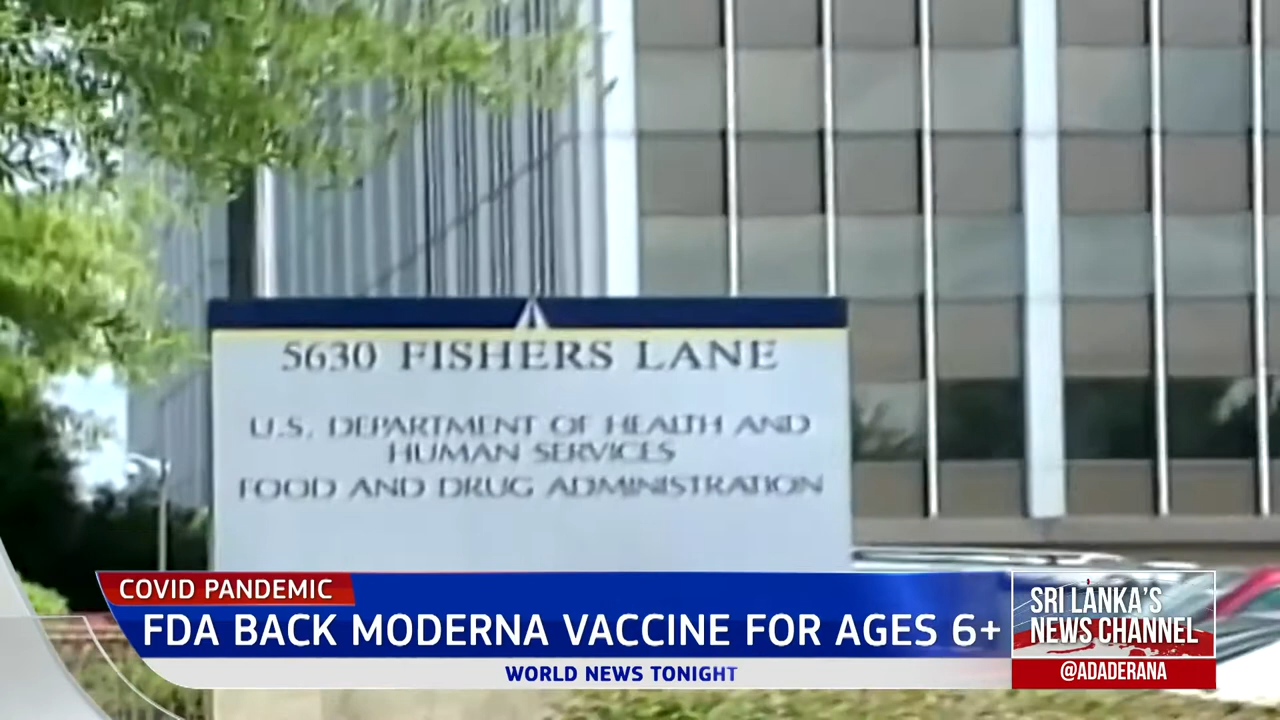 5630 FISHERS LANE
U.S. DEPARTMENT OF HEALTH AND
HUMAN SERVICES
FOOD AND DRUG ADMINISTRATION
COVID PANDEMIC
FDA BACK MODERNA VACCINE FOR AGES 6+
WORLD NEWS TONIGHT
SRI LANKA'S
NEWS CHANNEL
@ADADERANA